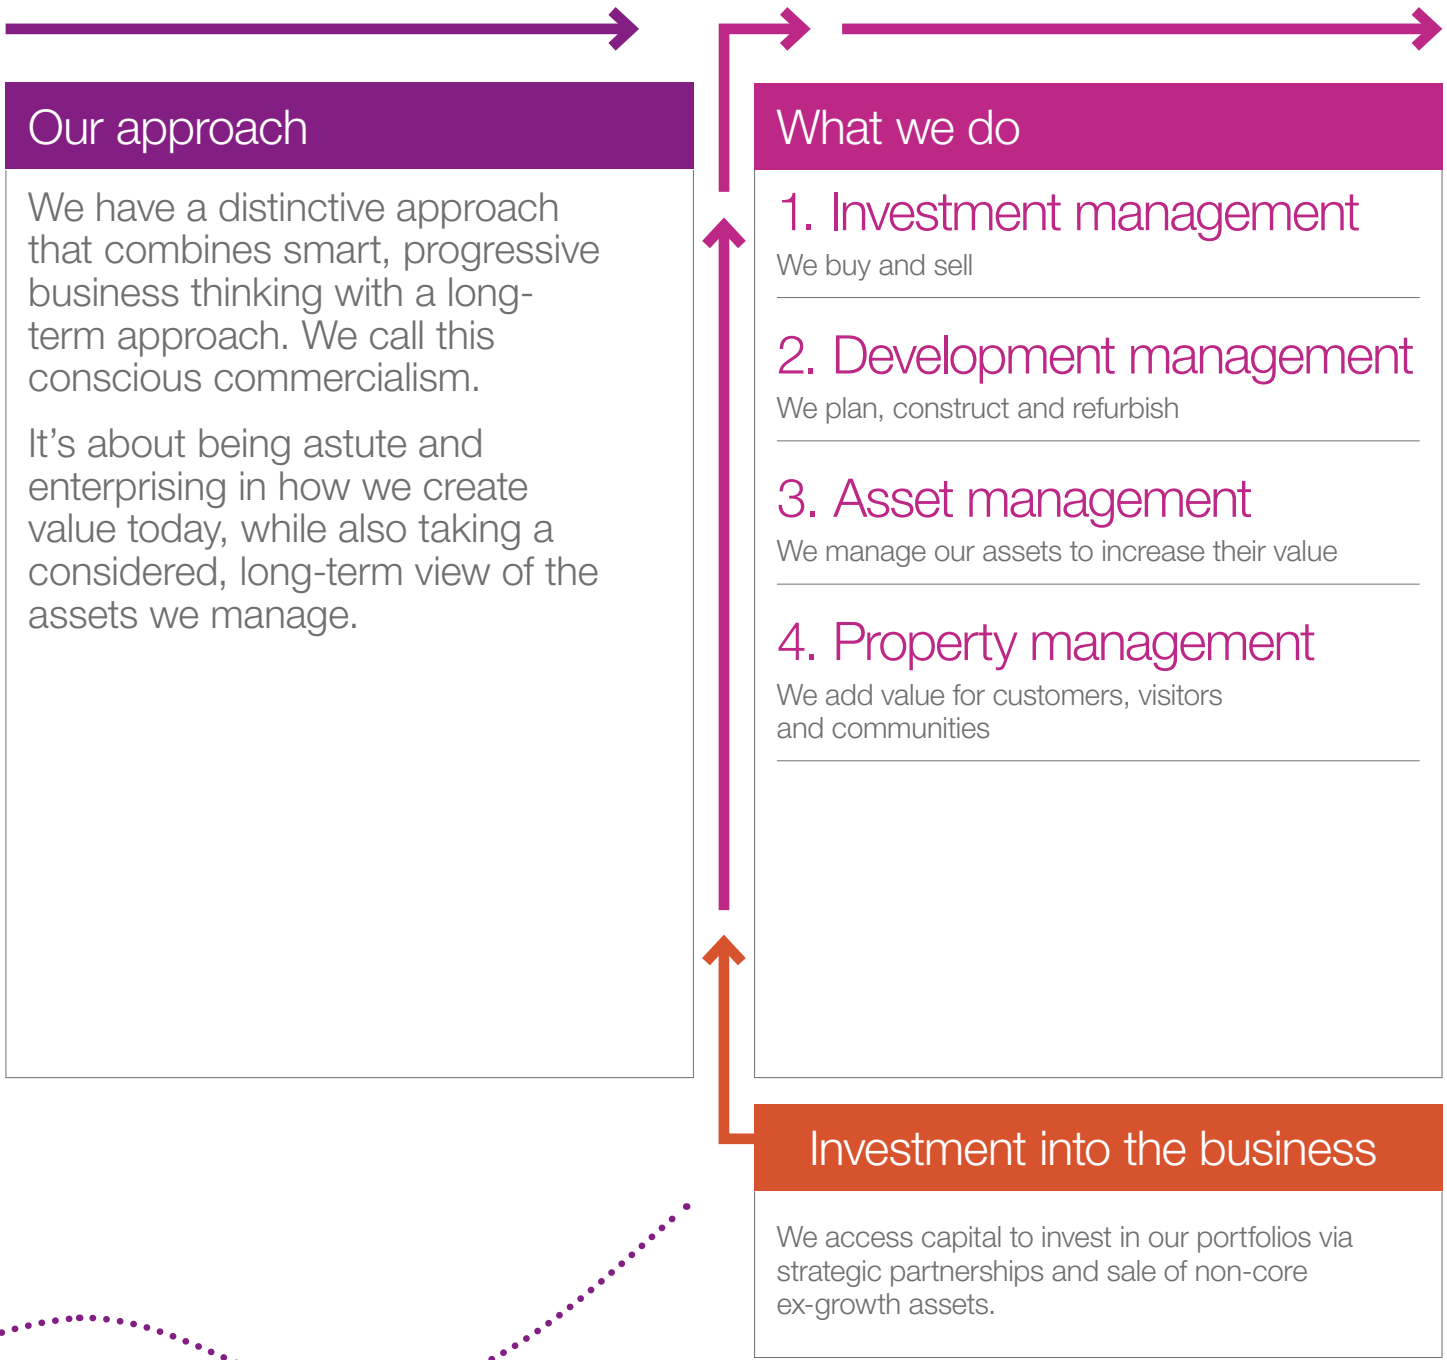 Our approach
We have a distinctive approach
that combines smart, progressive
business thinking with a long-
term approach. We call this
conscious commercialism.
It’s about being astute and
enterprising in how we create
value today, while also taking a
considered, long-term view of the
assets we manage.
What we do
1. Investment management
We buy and sell
2. Development management
We plan, construct and refurbish
3. Asset management
We manage our assets to increase their value
4. Property management
We add value for customers, visitors
and communities
Investment into the business
We access capital to invest in our portfolios via
strategic partnerships and sale of non-core
ex-growth assets.